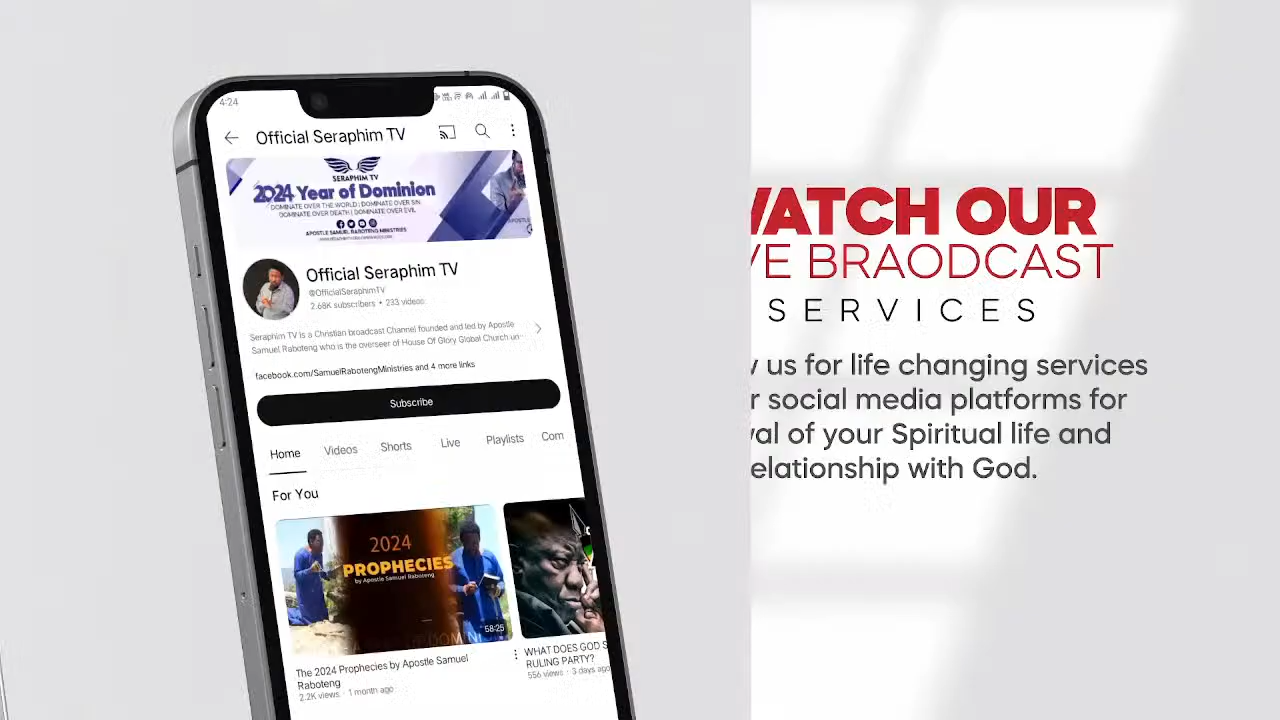 4:24
Official Seraphim TV
SERAPHIM TV
2024 Year of Dominion
DOMINATE OVER THE WORLD | DOMINATE OVER SIN
DOMINATE OVER DEATH | DOMINATE OVER EVIL
APOSTLE SAMUEL RABOTENG MINISTRIES
Official Seraphim TV
@OfficialSeraphimTV
2.68K subscribers • 233 videos
Seraphim TV is a Christian broadcast Channel founded and led by Apostle
Samuel Raboteng who is the overseer of House Of Glory Global Church un...
facebook.com/SamuelRabotengMinistries and 4 more links
Subscribe
Home Videos Shorts Live Playlists Com
For You
2024
PROPHECIES
by Apostle Samuel Raboteng
58:25
The 2024 Prophecies by Apostle Samuel
Raboteng
2.2K views · 1 month ago
WHAT DOES GOD S
RULING PARTY?
556 views · 3 days ago
WATCH OUR
VE BRAODCAST
SERVICES
w us for life changing services
r social media platforms for
val of your Spiritual life and
elationship with God.